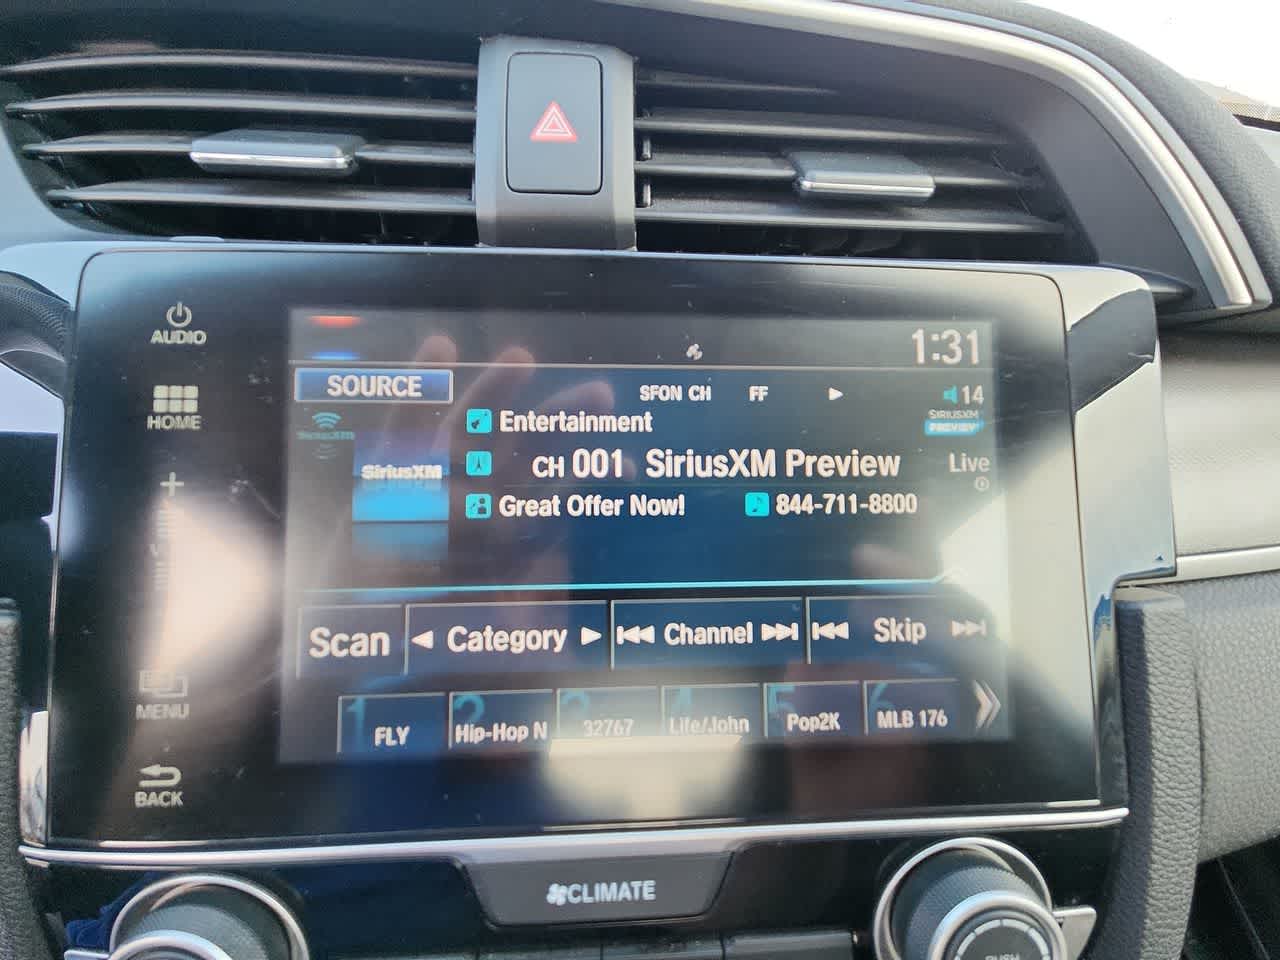 AUDIO
HOME
+
MENU
BACK
1:31
SOURCE
SFON CH FF
14
SIRIUSXM
PREVIEW
SiriusXM
Entertainment
SiriusXM
CH 001 SiriusXM Preview
Live
Great Offer Now! 844-711-8800
Scan Category Channel Skip
1 FLY
2 Hip-Hop N
3 32767
4 Life/John
5 Pop2K
6 MLB 176
CLIMATE
PUSH